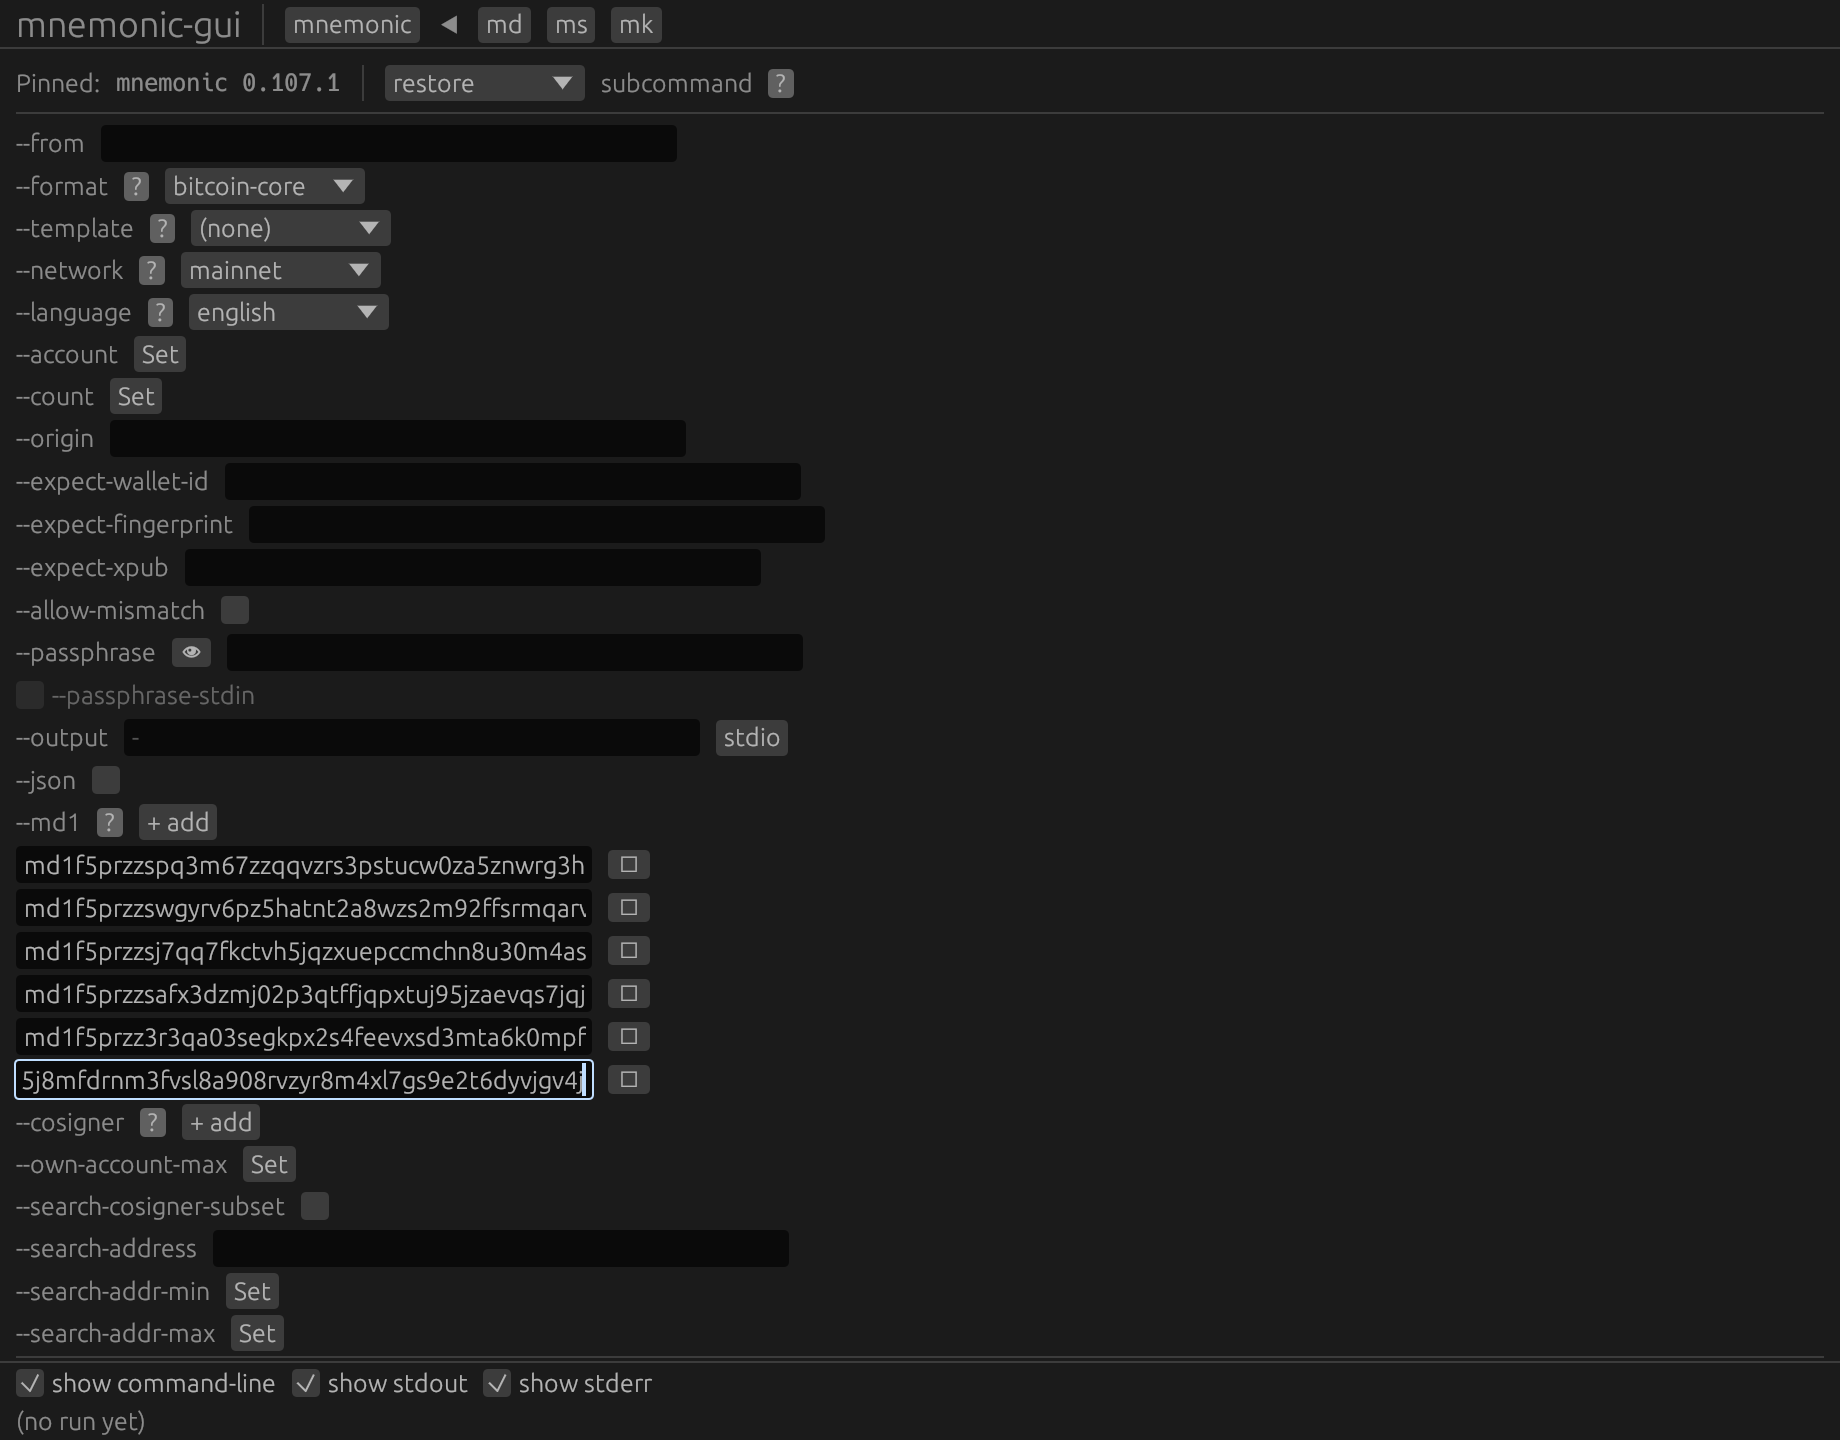 mnemonic-gui mnemonic ◀ md ms mk
Pinned: mnemonic 0.107.1 restore subcommand ?
--from
--format ? bitcoin-core
--template ? (none)
--network ? mainnet
--language ? english
--account Set
--count Set
--origin
--expect-wallet-id
--expect-fingerprint
--expect-xpub
--allow-mismatch
--passphrase
--passphrase-stdin
--output - stdio
--json
--md1 ? + add
md1f5przzspq3m67zzqqvzrs3pstucw0za5znwrg3h
md1f5przzswgyrv6pz5hatnt2a8wzs2m92ffsrmqarv
md1f5przzsj7qq7fkctvh5jqzxuepccmchn8u30m4as
md1f5przzsafx3dzmj02p3qtffjqpxtuj95jzaevqs7jqj
md1f5przz3r3qa03segkpx2s4feevxsd3mta6k0mpf
5j8mfdrnm3fvsl8a908rvzyr8m4xl7gs9e2t6dyvjgv4j
--cosigner ? + add
--own-account-max Set
--search-cosigner-subset
--search-address
--search-addr-min Set
--search-addr-max Set
show command-line show stdout show stderr
(no run yet)